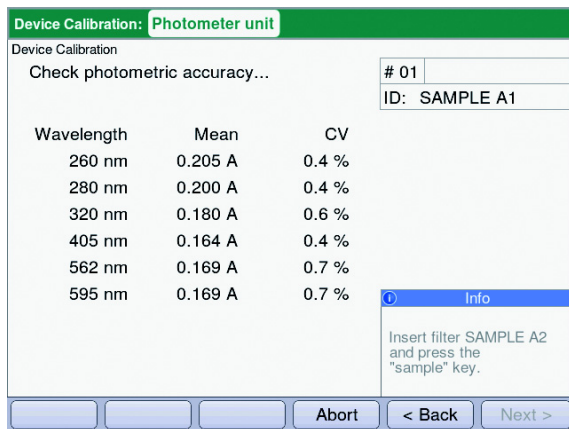 Device Calibration: Photometer unit
Device Calibration
Check photometric accuracy...
# 01
ID: SAMPLE A1
Wavelength Mean CV
260 nm 0.205 A 0.4 %
280 nm 0.200 A 0.4 %
320 nm 0.180 A 0.6 %
405 nm 0.164 A 0.4 %
562 nm 0.169 A 0.7 %
595 nm 0.169 A 0.7 %
Info
Insert filter SAMPLE A2
and press the
"sample" key.
Abort < Back Next >